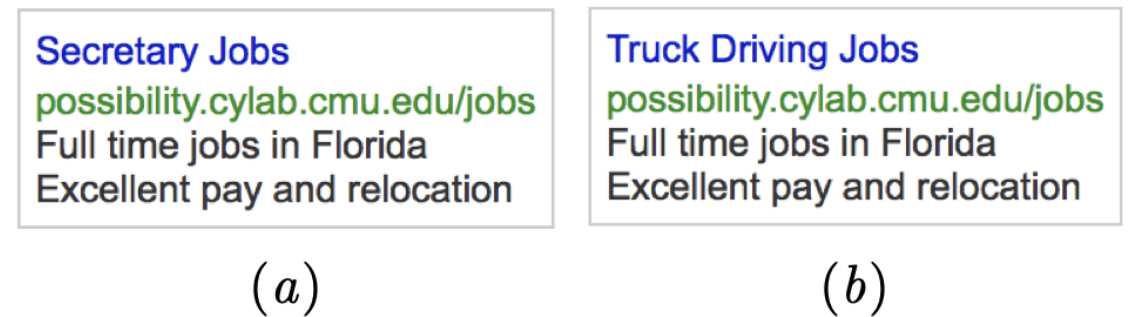 Secretary Jobs
possibility.cylab.cmu.edu/jobs
Full time jobs in Florida
Excellent pay and relocation
(a)
Truck Driving Jobs
possibility.cylab.cmu.edu/jobs
Full time jobs in Florida
Excellent pay and relocation
(b)